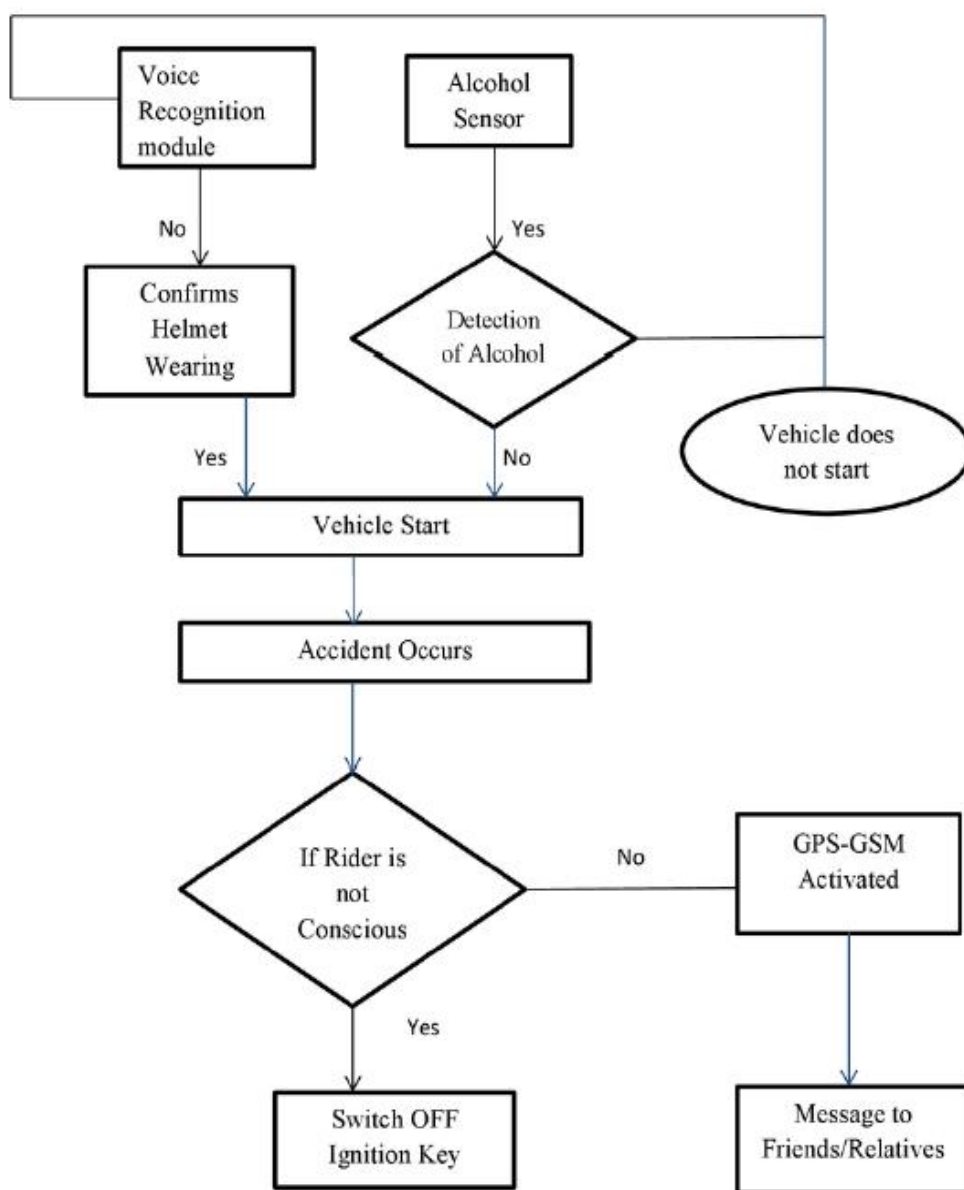 Voice
Recognition
module
Alcohol
Sensor
No
Yes
Confirms
Helmet
Wearing
Detection
of Alcohol
Vehicle does
not start
Yes
No
Vehicle Start
Accident Occurs
If Rider is
not
Conscious
No
GPS-GSM
Activated
Yes
Switch OFF
Ignition Key
Message to
Friends/Relatives